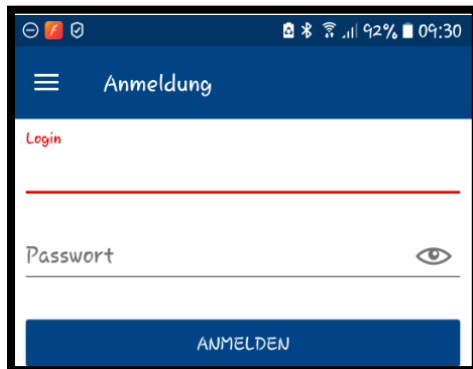 92% 09:30
Anmeldung
Login
Passwort
ANMELDEN